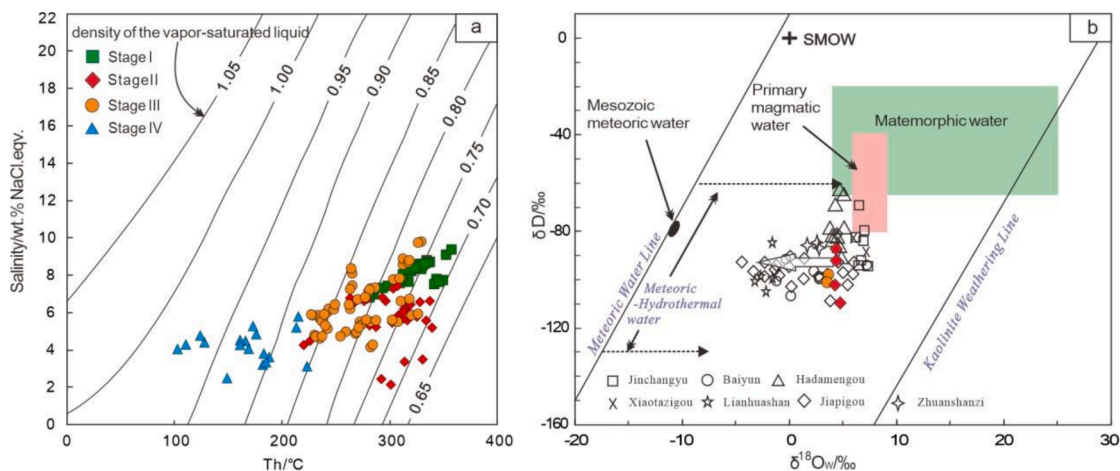 a
density of the vapor-saturated liquid
Stage I
Stage II
Stage III
Stage IV
1.05
1.00
0.95
0.90
0.85
0.80
0.75
0.70
0.65
Salinity/wt.% NaCl.eqv.
22
20
18
16
14
12
10
8
6
4
2
0
0
100
200
300
400
Th/°C
b
SMOW
Mesozoic
meteoric water
Primary
magmatic
water
Matemorphic water
Meteoric Water Line
Meteoric
-Hydrothermal
water
Kaolinite Weathering Line
Jinchangyu
Baiyun
Hadamengou
Xiaotazigou
Lianhuashan
Jiapigou
Zhuanshanzi
δD/‰
0
-40
-80
-120
-160
-20
-10
0
10
20
30
δ¹⁸Ow/‰